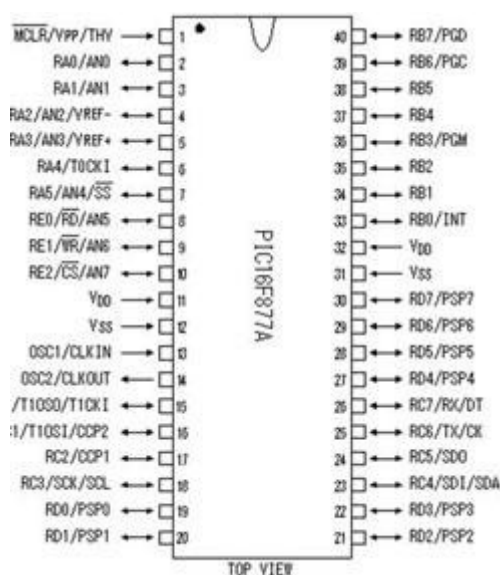 MCLR/VPP/THV 1 40 RB7/PGD
RA0/AN0 2 39 RB6/PGC
RA1/AN1 3 38 RB5
RA2/AN2/VREF- 4 37 RB4
RA3/AN3/VREF+ 5 36 RB3/PGM
RA4/T0CKI 6 35 RB2
RA5/AN4/SS 7 34 RB1
RE0/RD/AN5 8 33 RB0/INT
RE1/WR/AN6 9 32 VDD
RE2/CS/AN7 10 31 VSS
VDD 11 30 RD7/PSP7
VSS 12 29 RD6/PSP6
OSC1/CLKIN 13 28 RD5/PSP5
OSC2/CLKOUT 14 27 RD4/PSP4
/T1OSO/T1CKI 15 26 RC7/RX/DT
1/T1OSI/CCP2 16 25 RC6/TX/CK
RC2/CCP1 17 24 RC5/SDO
RC3/SCK/SCL 18 23 RC4/SDI/SDA
RD0/PSP0 19 22 RD3/PSP3
RD1/PSP1 20 21 RD2/PSP2
PIC16F877A
TOP VIEW